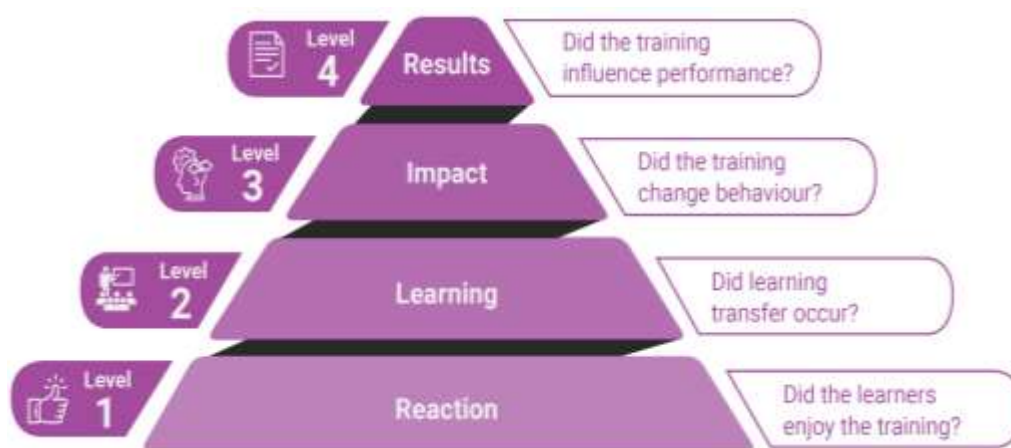 Level
4
Results
Did the training
influence performance?
Level
3
Impact
Did the training
change behaviour?
Level
2
Learning
Did learning
transfer occur?
Level
1
Reaction
Did the learners
enjoy the training?